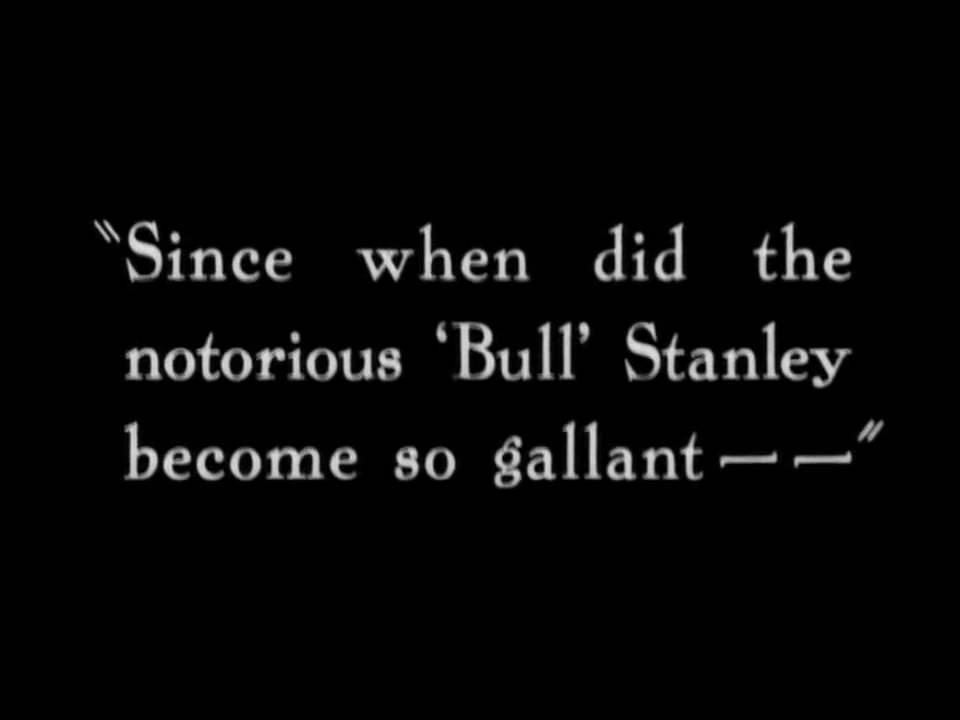 "Since when did the
notorious ‘Bull’ Stanley
become so gallant — —"